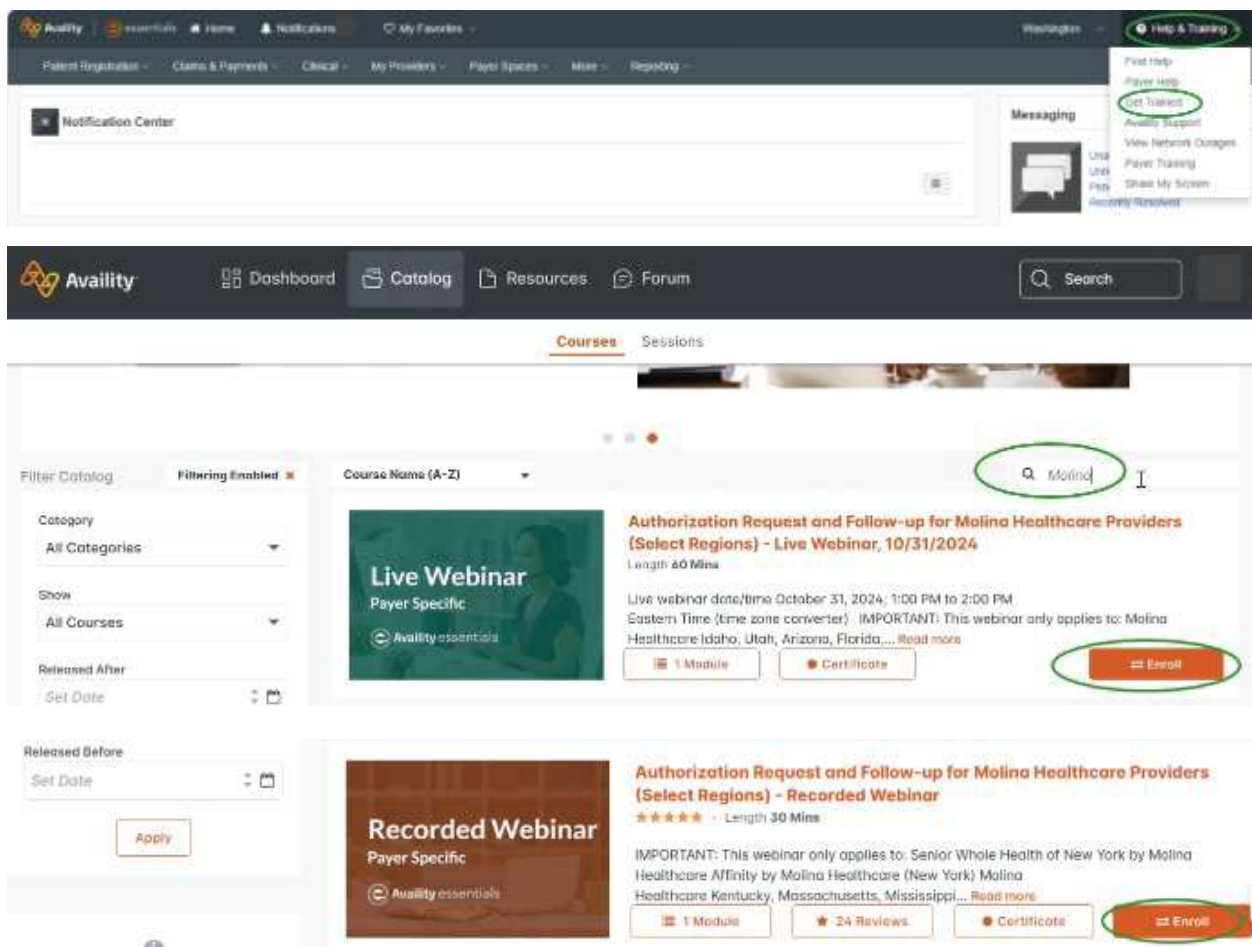 Availity essentials Home Notifications My Favorites Washington Help & Training
Patient Registration Claims & Payments Clinical My Providers Payer Spaces More Reporting
Find Help
Payer Help
Get Trained
Availity Support
View Network Outages
Payer Training
Share My Screen
Notification Center
Messaging
Recently Resolved
Availity Dashboard Catalog Resources Forum Search
Courses Sessions
Filter Catalog Filtering Enabled Course Name (A-Z) Molina
Category
All Categories
Show
All Courses
Released After
Set Date
Live Webinar
Payer Specific
Availity essentials
Authorization Request and Follow-up for Molina Healthcare Providers
(Select Regions) - Live Webinar, 10/31/2024
Length 60 Mins
Live webinar date/time October 31, 2024; 1:00 PM to 2:00 PM
Eastern Time (time zone converter) IMPORTANT: This webinar only applies to: Molina
Healthcare Idaho, Utah, Arizona, Florida,... Read more
1 Module Certificate Enroll
Released Before
Set Date
Apply
Recorded Webinar
Payer Specific
Availity essentials
Authorization Request and Follow-up for Molina Healthcare Providers
(Select Regions) - Recorded Webinar
Length 30 Mins
IMPORTANT: This webinar only applies to: Senior Whole Health of New York by Molina
Healthcare Affinity by Molina Healthcare (New York) Molina
Healthcare Kentucky, Massachusetts, Mississippi... Read more
1 Module 24 Reviews Certificate Enroll